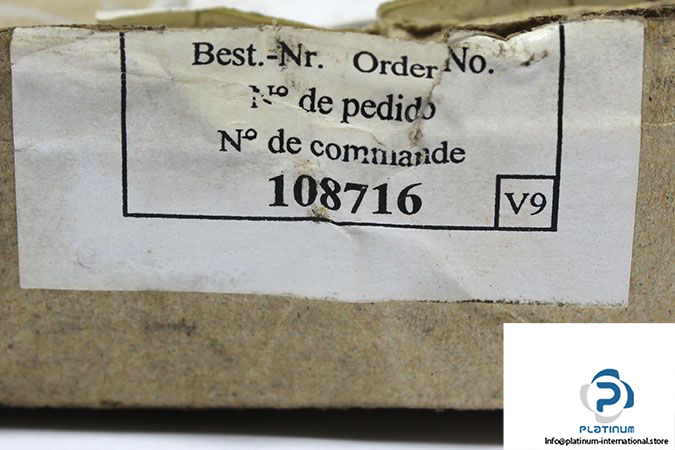 Best.-Nr. Order No.
Nº de pedido
Nº de commande
108716
V9
PLATINUM
Info@platinum-international.store